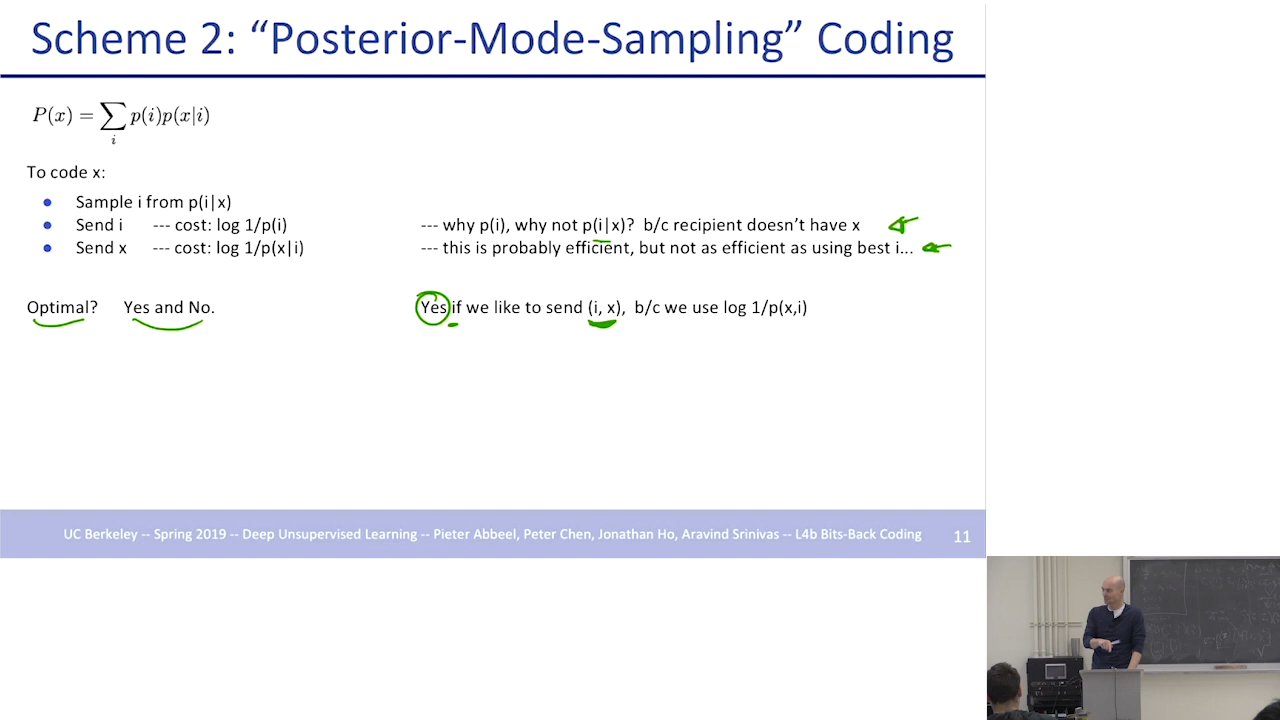 Scheme 2: “Posterior-Mode-Sampling” Coding
P(x) = ∑ p(i)p(x|i)
i
To code x:
Sample i from p(i|x)
Send i --- cost: log 1/p(i) --- why p(i), why not p(i|x)? b/c recipient doesn’t have x
Send x --- cost: log 1/p(x|i) --- this is probably efficient, but not as efficient as using best i...
Optimal? Yes and No. Yes if we like to send (i, x), b/c we use log 1/p(x,i)
UC Berkeley -- Spring 2019 -- Deep Unsupervised Learning -- Pieter Abbeel, Peter Chen, Jonathan Ho, Aravind Srinivas -- L4b Bits-Back Coding 11